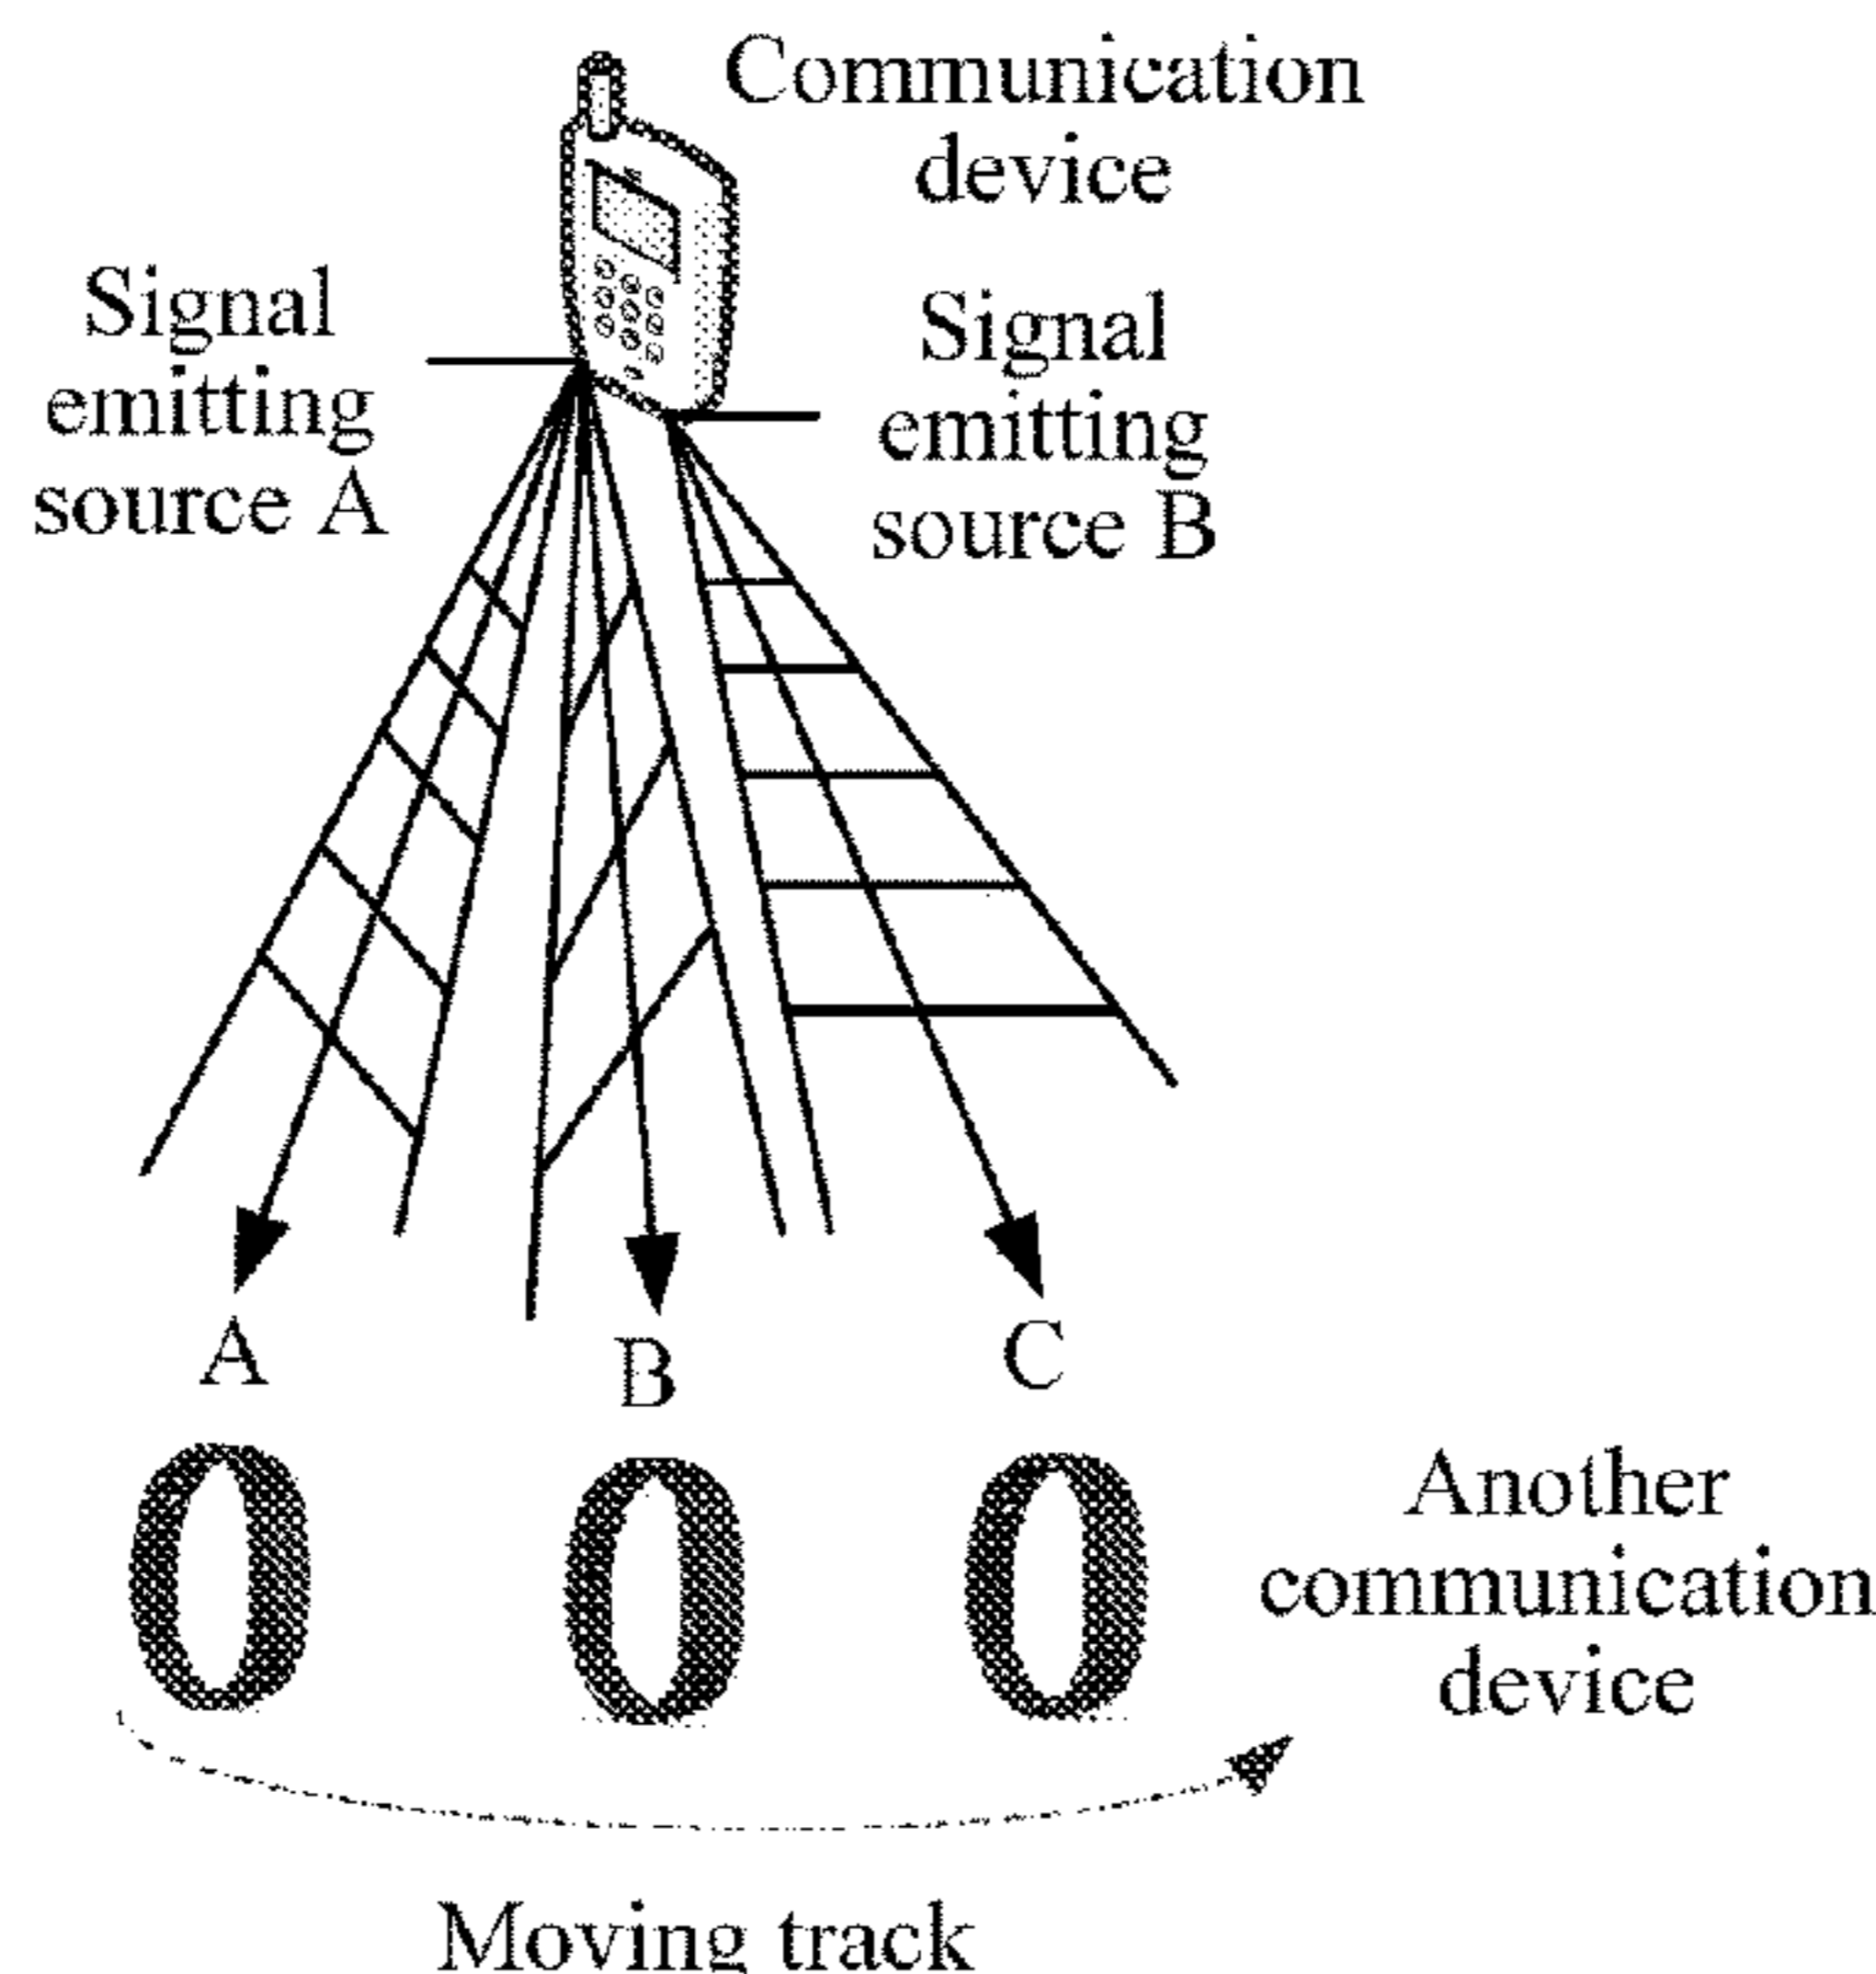 Communication
device
Signal
emitting
source A
Signal
emitting
source B
A
B
C
Another
communication
device
Moving track